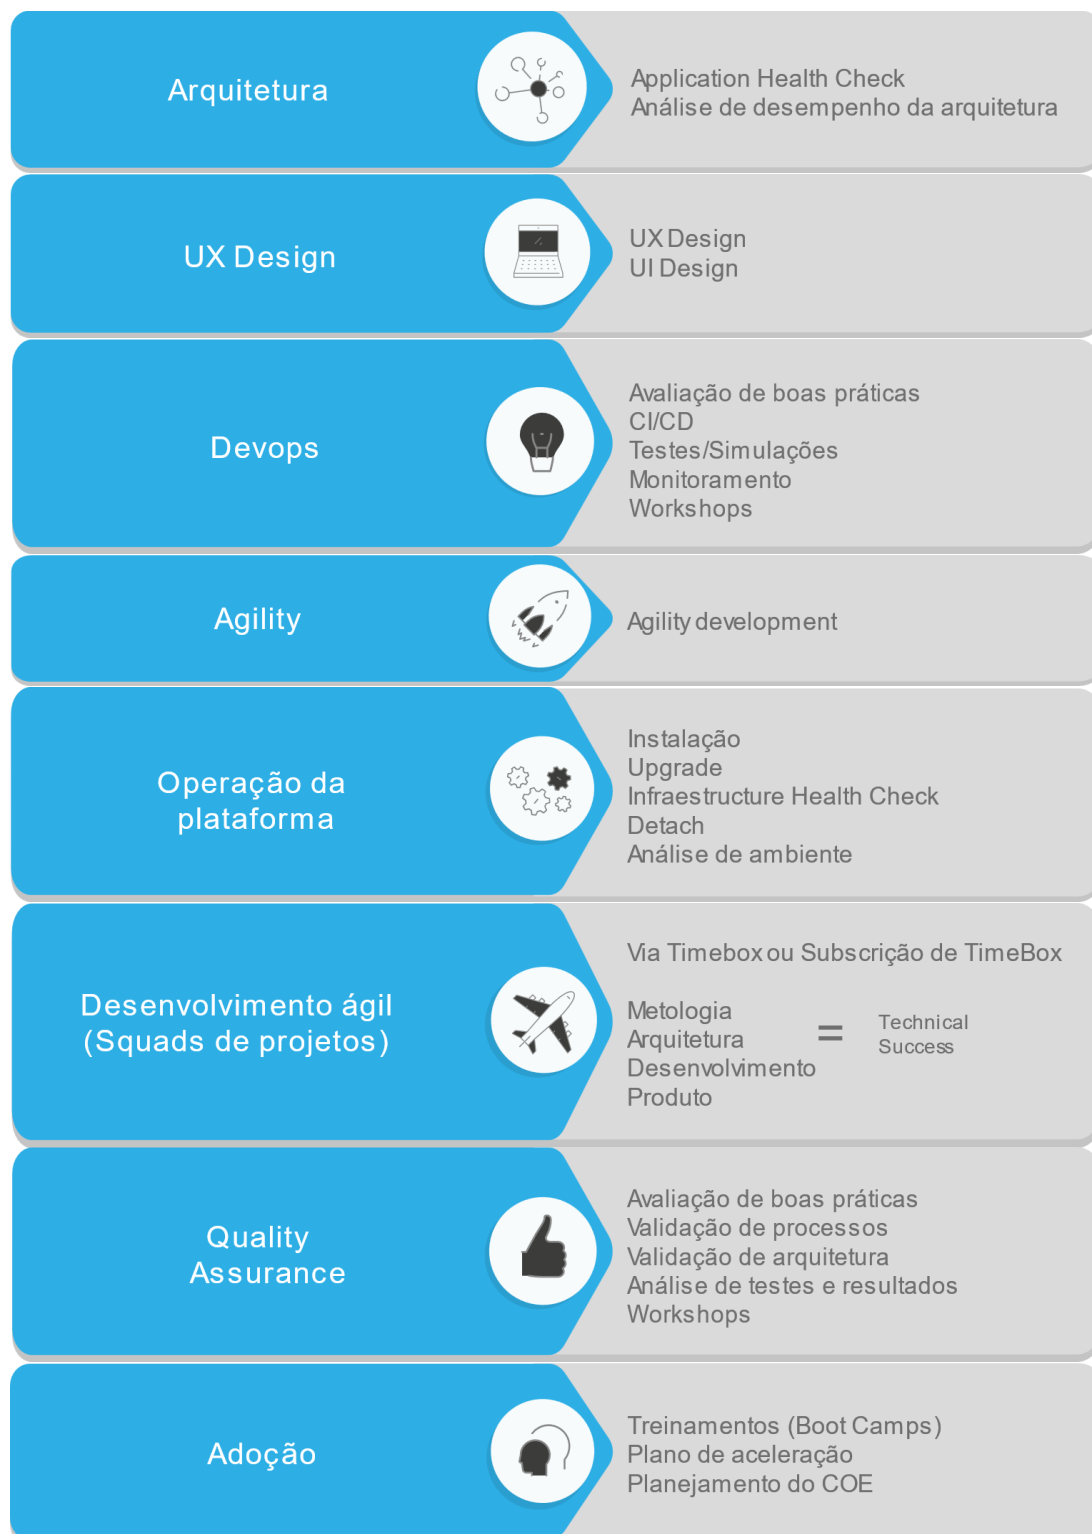 Arquitetura
Application Health Check
Análise de desempenho da arquitetura
UX Design
UX Design
UI Design
Devops
Avaliação de boas práticas
CI/CD
Testes/Simulações
Monitoramento
Workshops
Agility
Agility development
Operação da
plataforma
Instalação
Upgrade
Infraestructure Health Check
Detach
Análise de ambiente
Desenvolvimento ágil
(Squads de projetos)
Via Timebox ou Subscrição de TimeBox
Metologia
Arquitetura
Desenvolvimento
Produto
=
Technical
Success
Quality
Assurance
Avaliação de boas práticas
Validação de processos
Validação de arquitetura
Análise de testes e resultados
Workshops
Adoção
Treinamentos (Boot Camps)
Plano de aceleração
Planejamento do COE